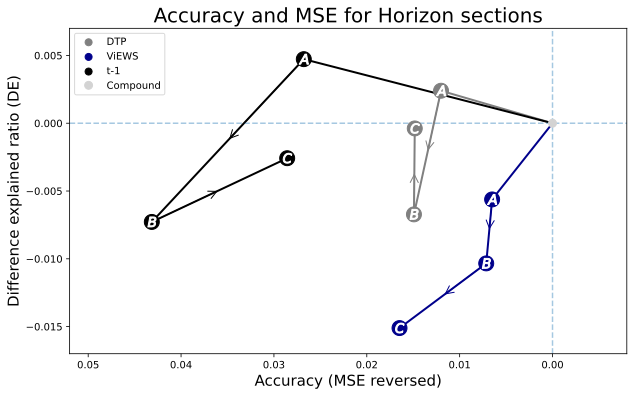 Accuracy and MSE for Horizon sections
DTP
ViEWS
t-1
Compound
Difference explained ratio (DE)
0.005
0.000
−0.005
−0.010
−0.015
A
A
C
C
B
B
A
B
C
0.05
0.04
0.03
0.02
0.01
0.00
Accuracy (MSE reversed)